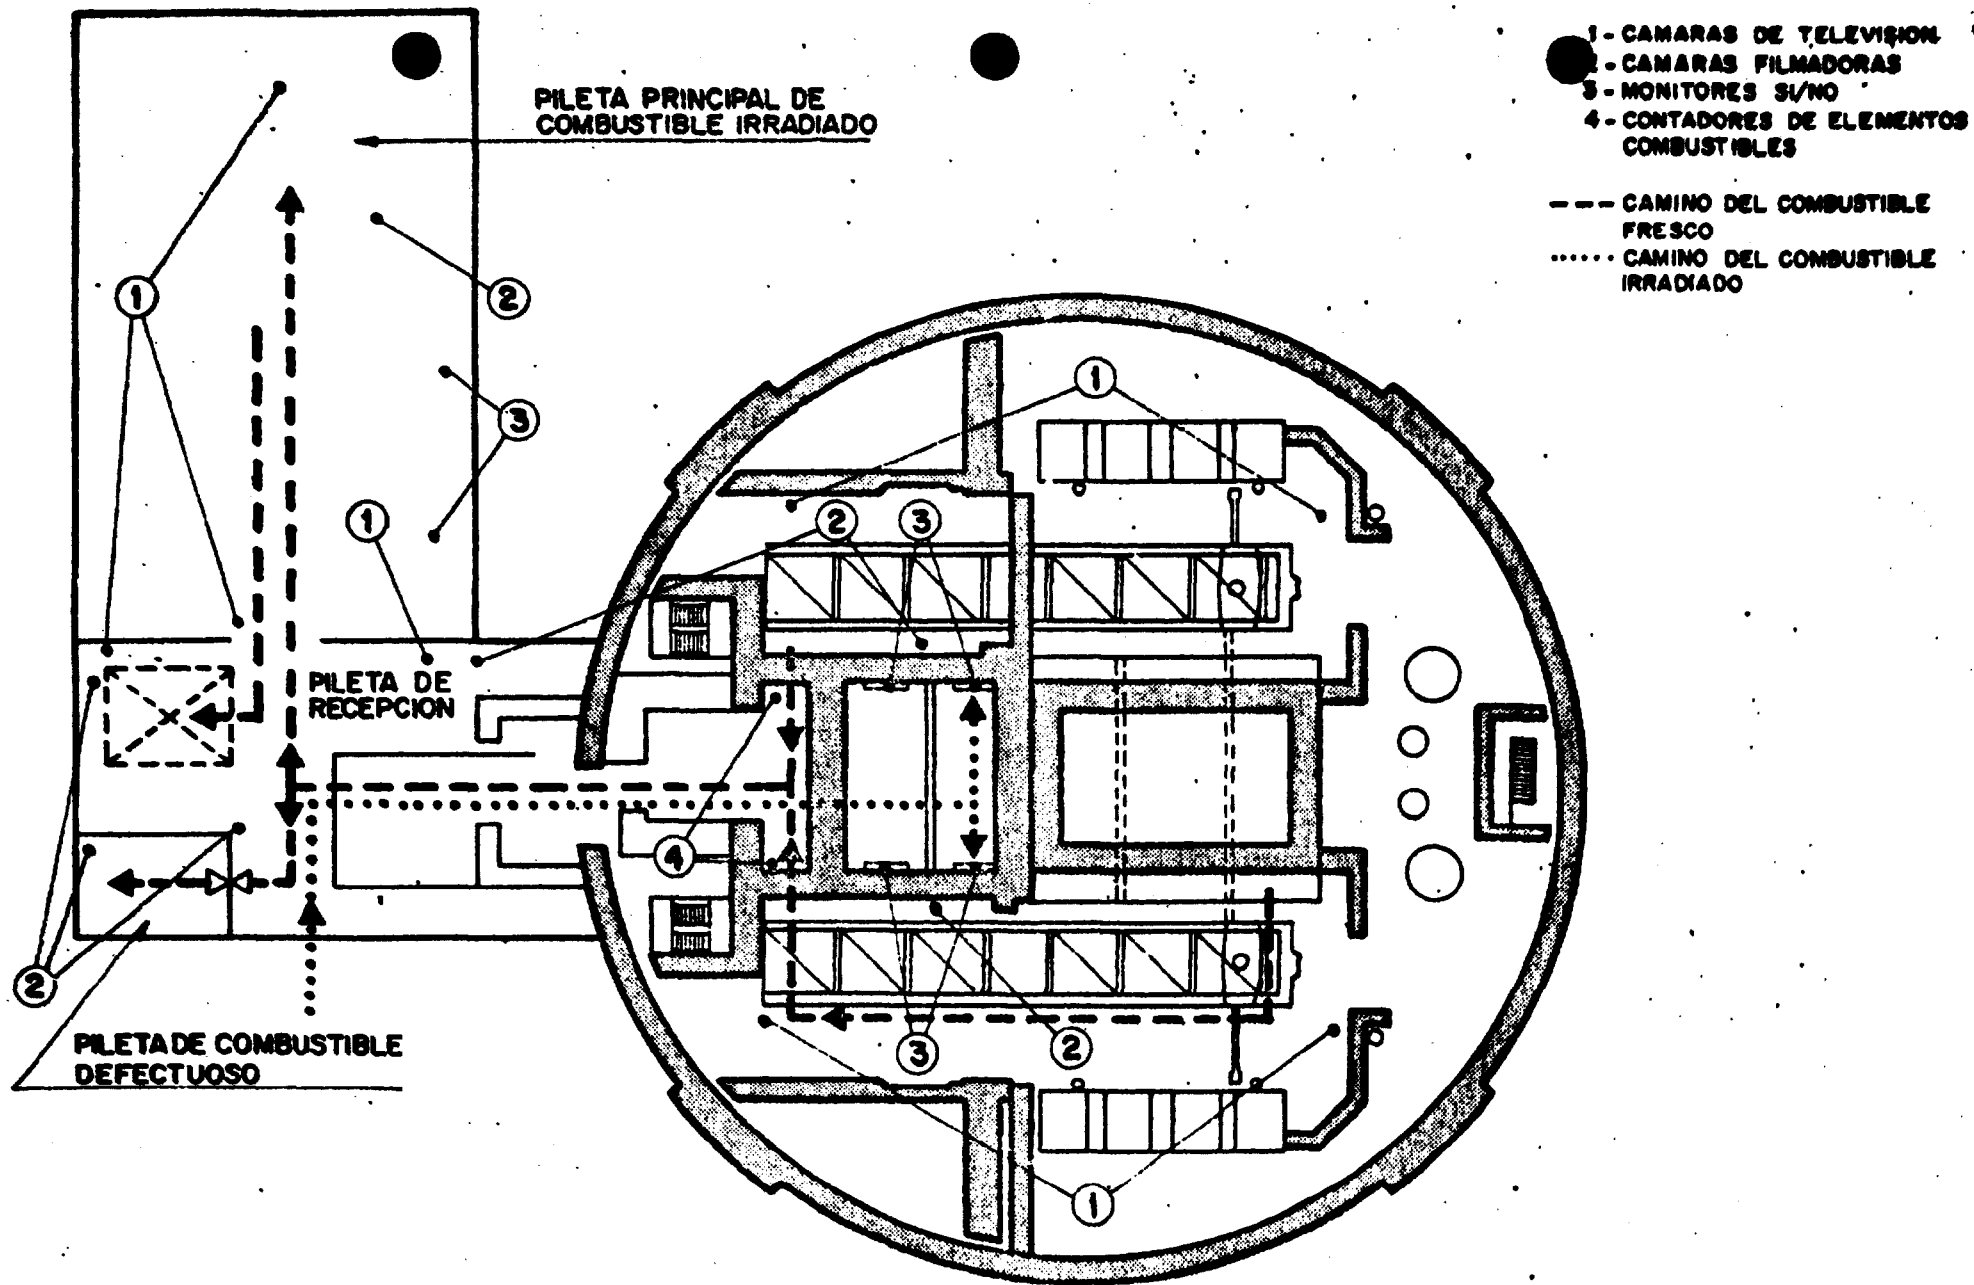 PILETA PRINCIPAL DE
COMBUSTIBLE IRRADIADO
1 - CAMARAS DE TELEVISION
2 - CAMARAS FILMADORAS
3 - MONITORES SI/NO
4 - CONTADORES DE ELEMENTOS
COMBUSTIBLES
CAMINO DEL COMBUSTIBLE
FRESCO
CAMINO DEL COMBUSTIBLE
IRRADIADO
1
2
1
3
1
2
3
PILETA DE
RECEPCION
4
2
3
2
PILETA DE COMBUSTIBLE
DEFECTUOSO
1